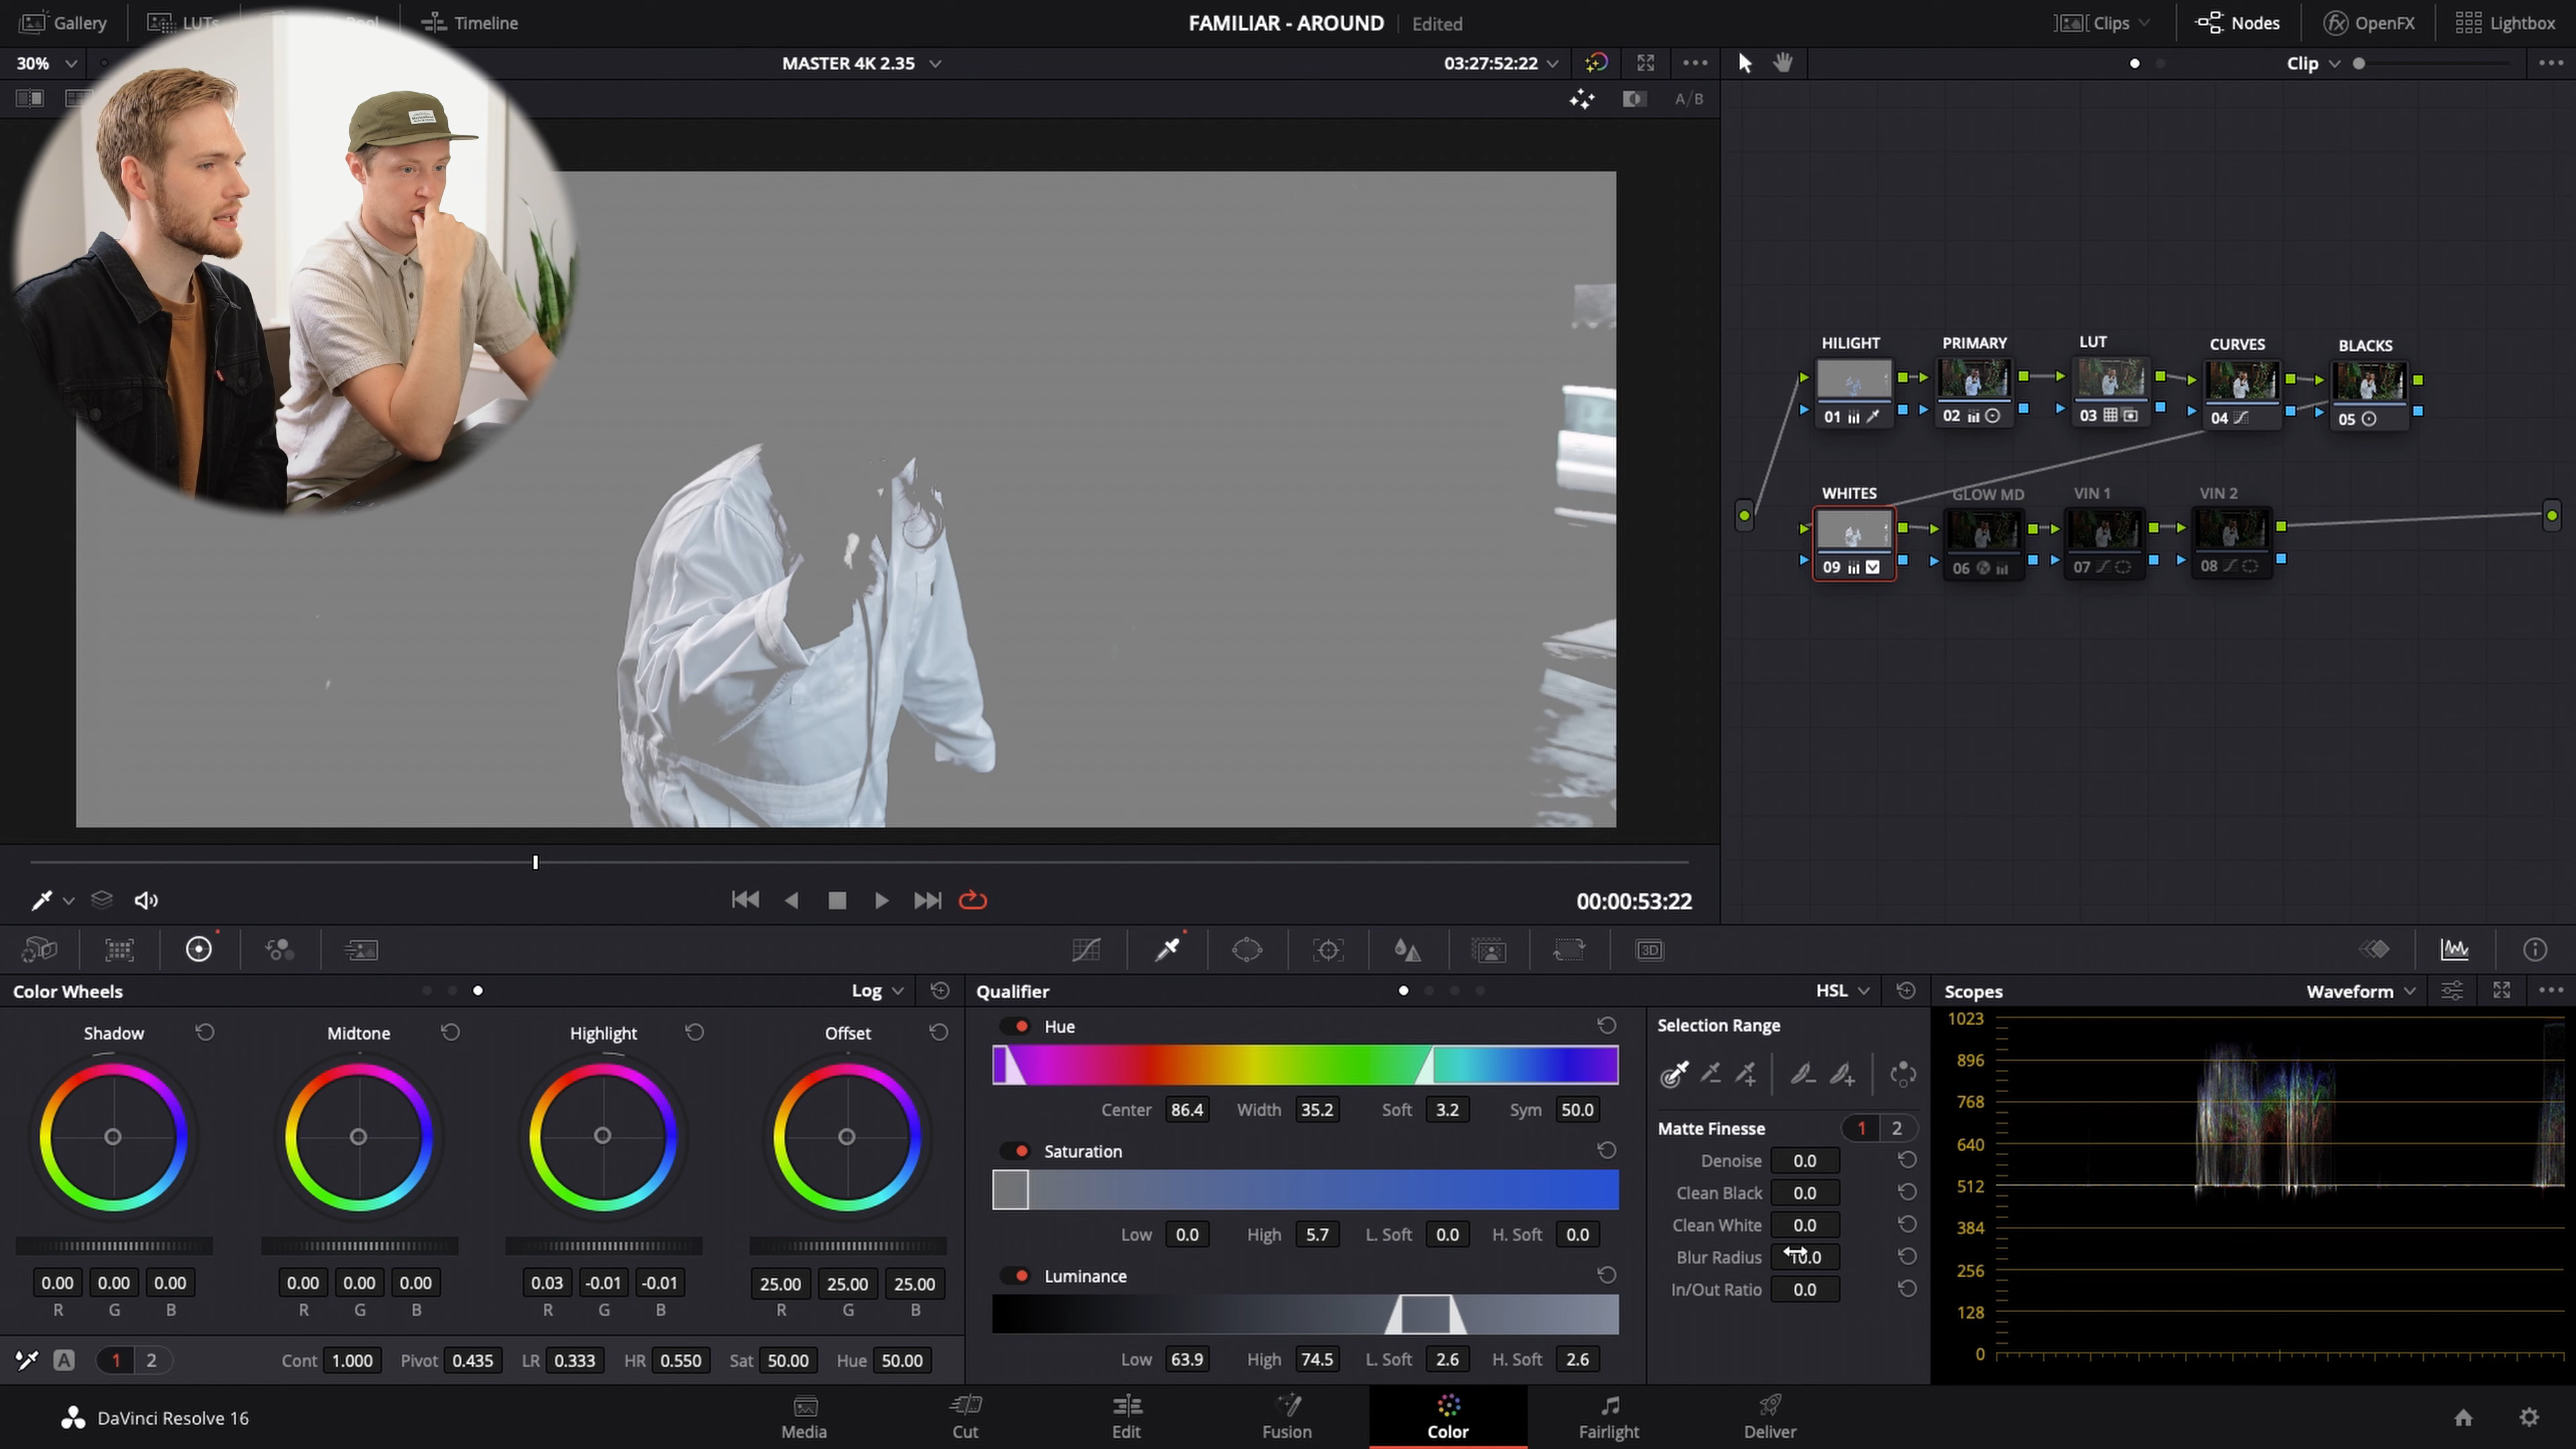 Gallery
LUTs
Pool
Timeline
FAMILIAR - AROUND
Edited
Clips
Nodes
OpenFX
Lightbox
30%
MASTER 4K 2.35
03:27:52:22
Clip
A/B
HILIGHT
PRIMARY
LUT
CURVES
BLACKS
01
02
03
04
05
WHITES
GLOW MD
VIN 1
VIN 2
09
06
07
08
00:00:53:22
3D
Color Wheels
Log
Shadow
Midtone
Highlight
Offset
0.00 0.00 0.00
0.00 0.00 0.00
0.03 -0.01 -0.01
25.00 25.00 25.00
R G B
R G B
R G B
R G B
A
1 2
Cont 1.000
Pivot 0.435
LR 0.333
HR 0.550
Sat 50.00
Hue 50.00
Qualifier
HSL
Hue
Center 86.4 Width 35.2 Soft 3.2 Sym 50.0
Saturation
Low 0.0 High 5.7 L. Soft 0.0 H. Soft 0.0
Luminance
Low 63.9 High 74.5 L. Soft 2.6 H. Soft 2.6
Selection Range
Matte Finesse 1 2
Denoise 0.0
Clean Black 0.0
Clean White 0.0
Blur Radius 10.0
In/Out Ratio 0.0
Scopes
Waveform
1023
896
768
640
512
384
256
128
0
DaVinci Resolve 16
Media
Cut
Edit
Fusion
Color
Fairlight
Deliver